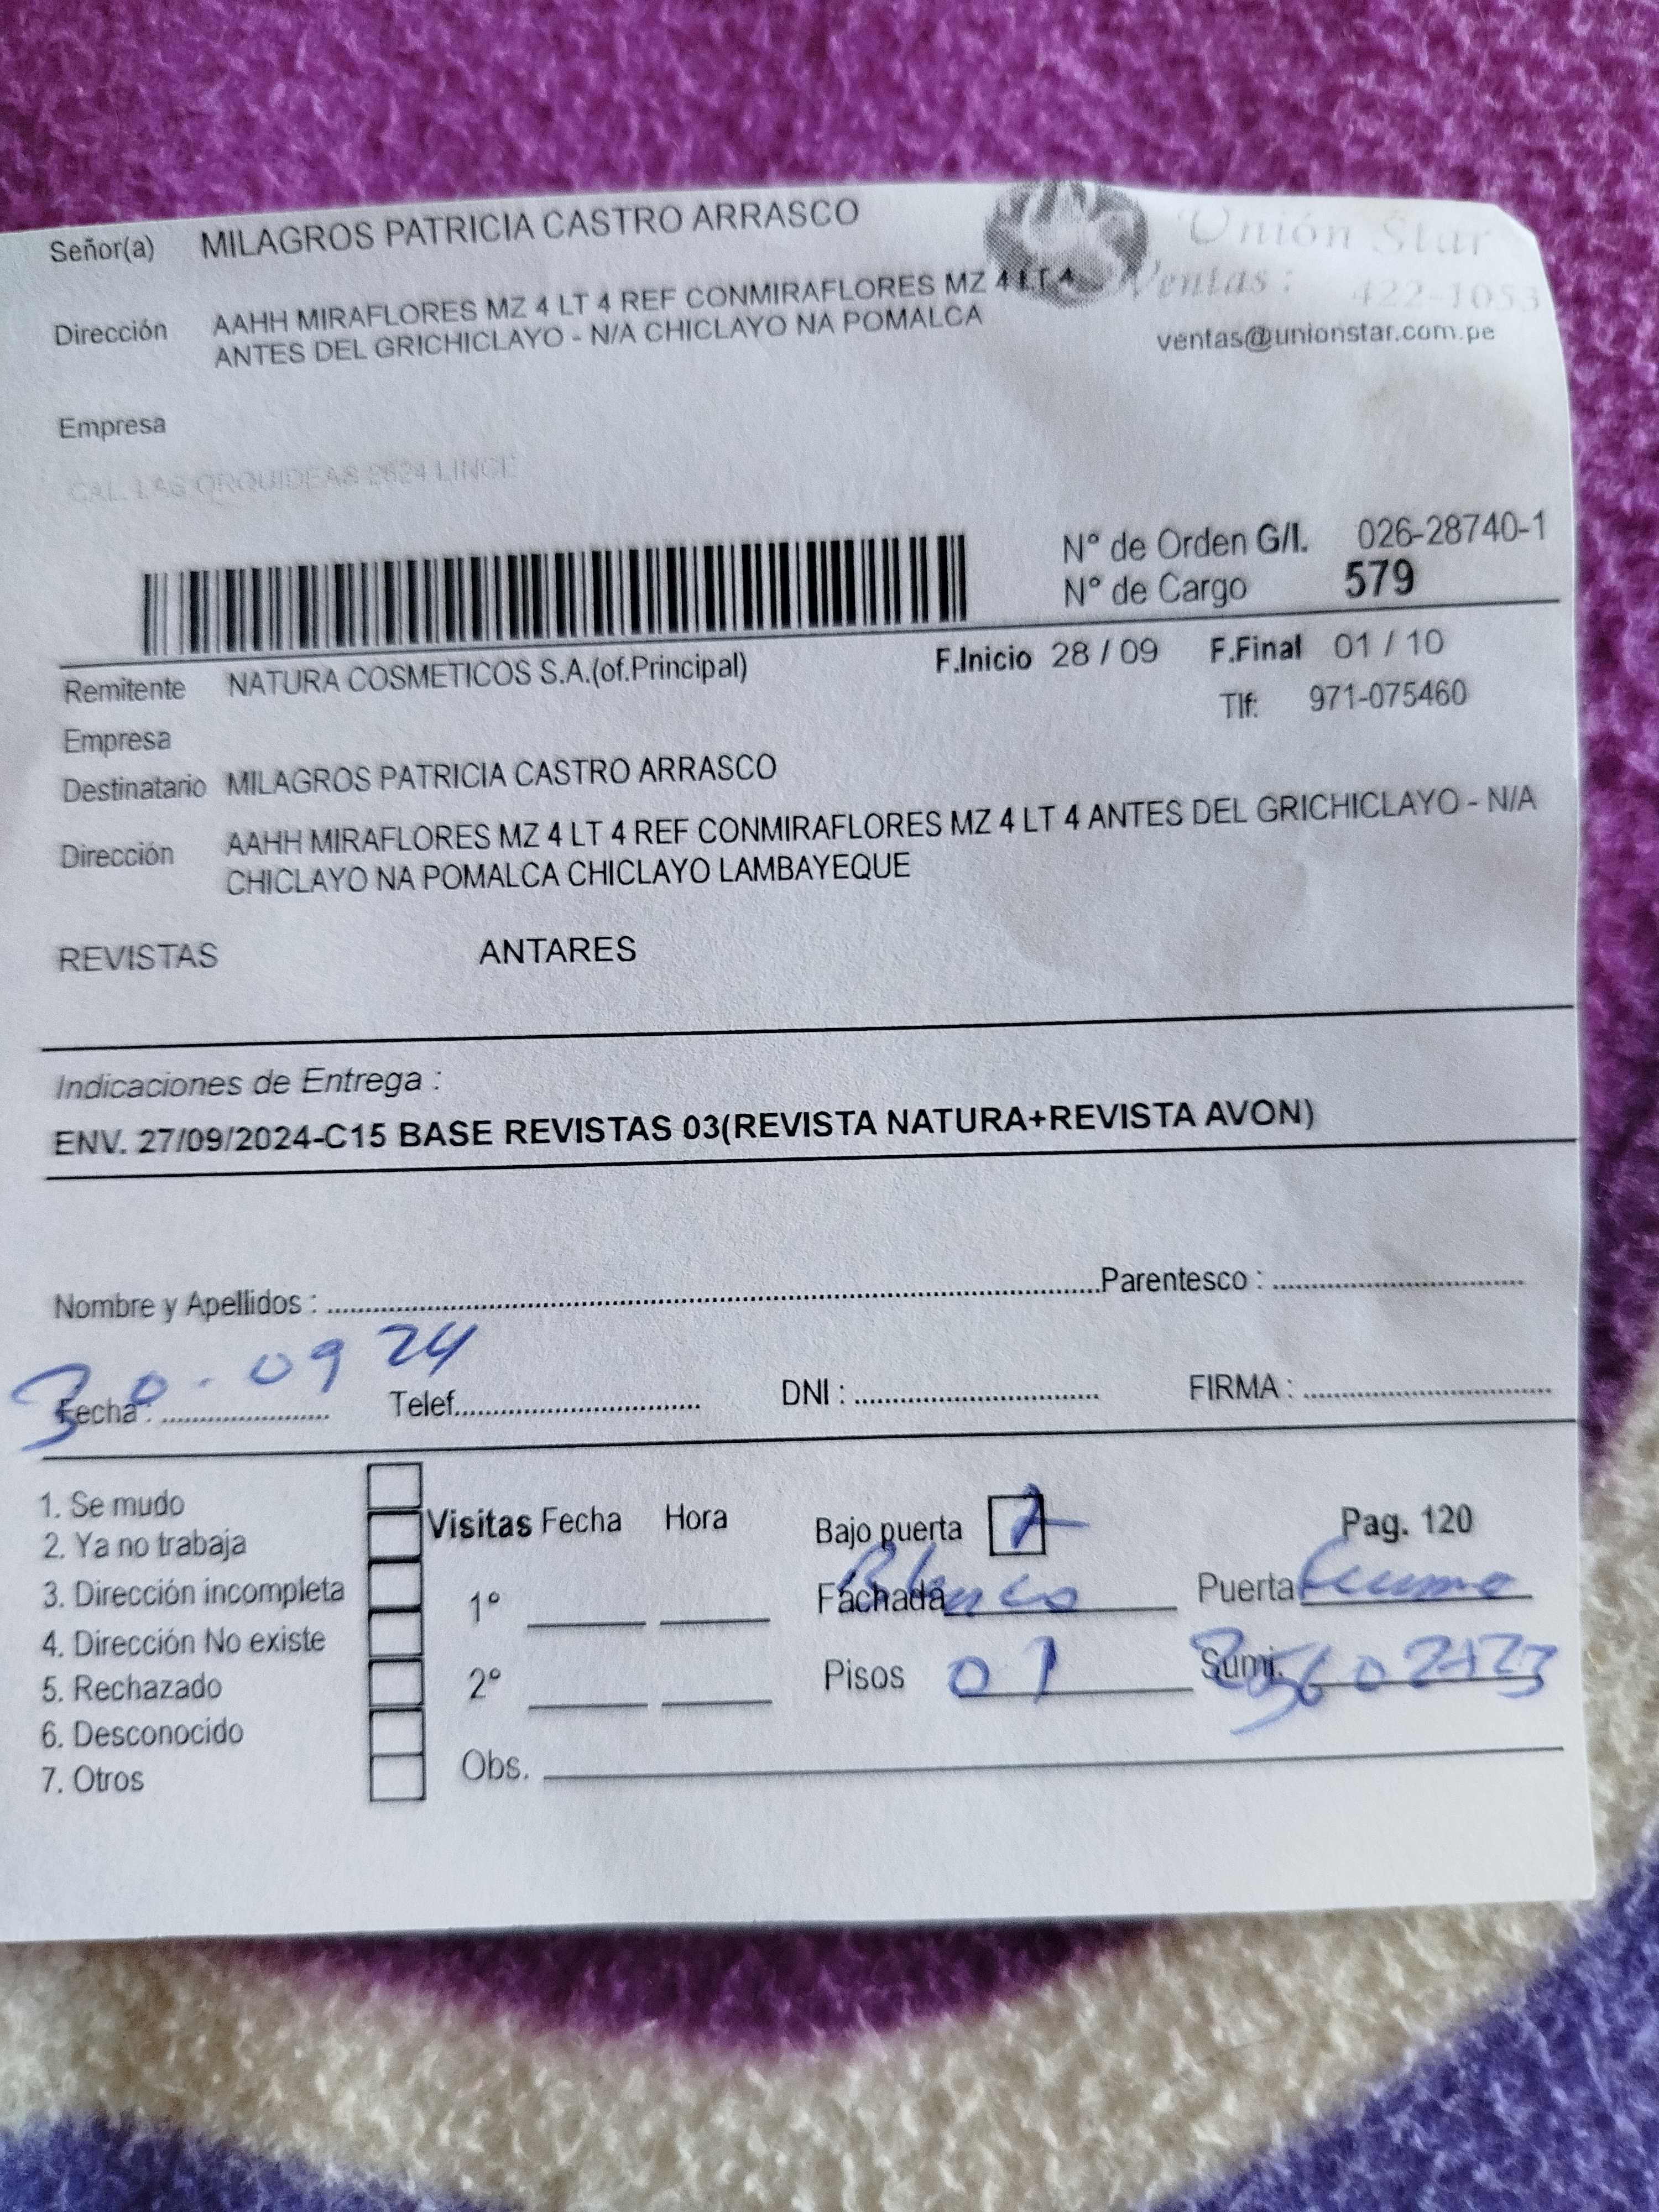 Señor(a) MILAGROS PATRICIA CASTRO ARRASCO
Unión Star
Ventas : 422-1053
ventas@unionstar.com.pe
Dirección AAHH MIRAFLORES MZ 4 LT 4 REF CONMIRAFLORES MZ 4 LT 4
ANTES DEL GRICHICLAYO - N/A CHICLAYO NA POMALCA
Empresa
CAL. LAS ORQUIDEAS 2624 LINCE
N° de Orden G/I. 026-28740-1
N° de Cargo 579
Remitente NATURA COSMETICOS S.A.(of.Principal) F.Inicio 28 / 09 F.Final 01 / 10
Empresa Tlf: 971-075460
Destinatario MILAGROS PATRICIA CASTRO ARRASCO
Dirección AAHH MIRAFLORES MZ 4 LT 4 REF CONMIRAFLORES MZ 4 LT 4 ANTES DEL GRICHICLAYO - N/A
CHICLAYO NA POMALCA CHICLAYO LAMBAYEQUE
REVISTAS ANTARES
Indicaciones de Entrega :
ENV. 27/09/2024-C15 BASE REVISTAS 03(REVISTA NATURA+REVISTA AVON)
Nombre y Apellidos : Parentesco :
30-09 24
Fecha : Telef. DNI : FIRMA :
1. Se mudo
2. Ya no trabaja
3. Dirección incompleta
4. Dirección No existe
5. Rechazado
6. Desconocido
7. Otros
Visitas Fecha Hora
1°
2°
Obs.
Bajo puerta Pag. 120
Fachada Blanco Puerta
Pisos 01 Sumi.